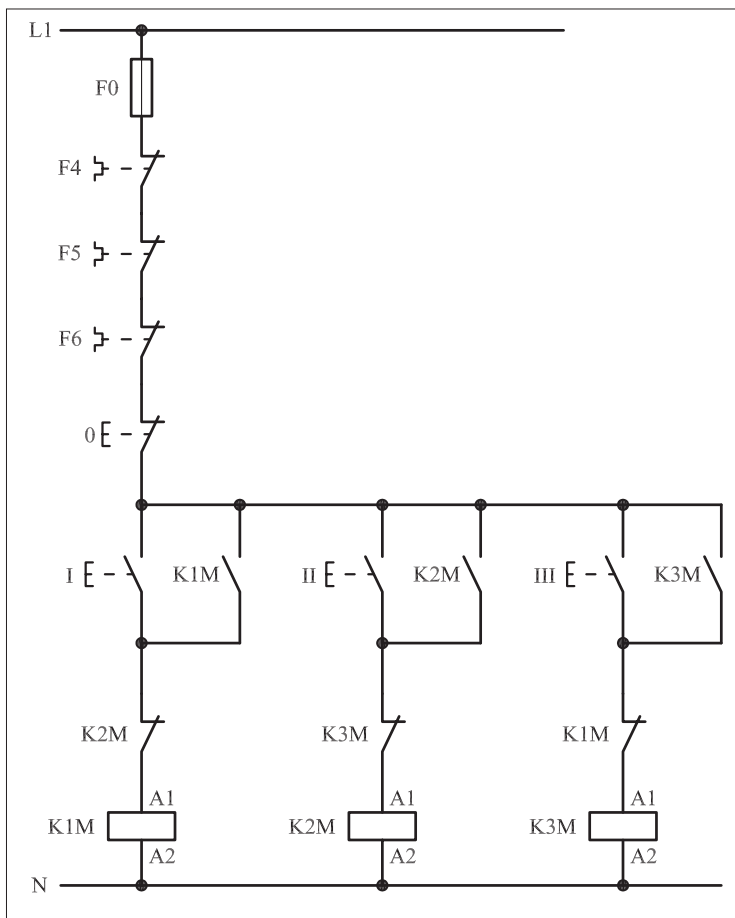 L1
F0
F4
F5
F6
0
I K1M II K2M III K3M
K2M K3M K1M
A1 A1 A1
K1M K2M K3M
A2 A2 A2
N